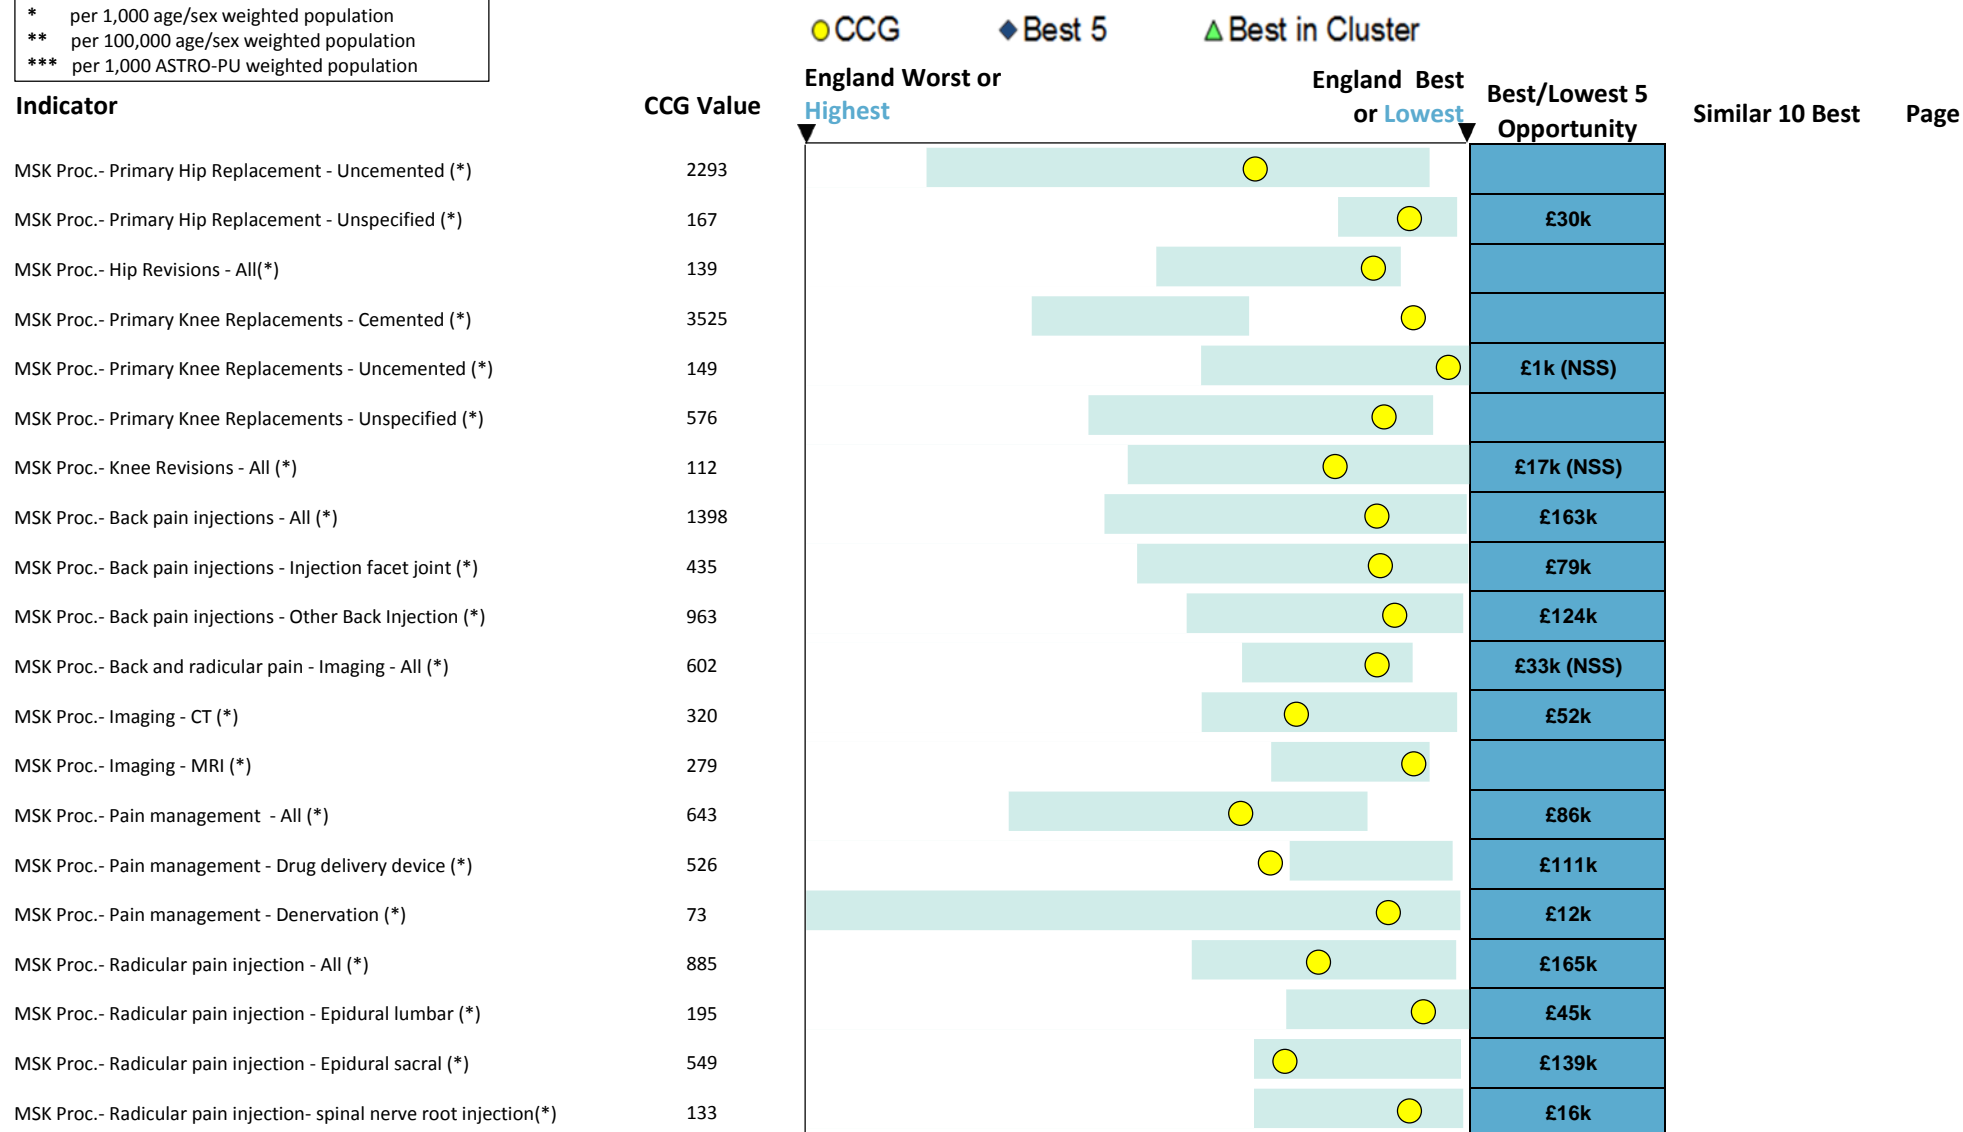 * per 1,000 age/sex weighted population
** per 100,000 age/sex weighted population
*** per 1,000 ASTRO-PU weighted population
CCG Best 5 Best in Cluster
Indicator CCG Value England Worst or Highest England Best or Lowest Best/Lowest 5 Opportunity Similar 10 Best Page
MSK Proc.- Primary Hip Replacement - Uncemented (*) 2293
MSK Proc.- Primary Hip Replacement - Unspecified (*) 167 £30k
MSK Proc.- Hip Revisions - All(*) 139
MSK Proc.- Primary Knee Replacements - Cemented (*) 3525
MSK Proc.- Primary Knee Replacements - Uncemented (*) 149 £1k (NSS)
MSK Proc.- Primary Knee Replacements - Unspecified (*) 576
MSK Proc.- Knee Revisions - All (*) 112 £17k (NSS)
MSK Proc.- Back pain injections - All (*) 1398 £163k
MSK Proc.- Back pain injections - Injection facet joint (*) 435 £79k
MSK Proc.- Back pain injections - Other Back Injection (*) 963 £124k
MSK Proc.- Back and radicular pain - Imaging - All (*) 602 £33k (NSS)
MSK Proc.- Imaging - CT (*) 320 £52k
MSK Proc.- Imaging - MRI (*) 279
MSK Proc.- Pain management - All (*) 643 £86k
MSK Proc.- Pain management - Drug delivery device (*) 526 £111k
MSK Proc.- Pain management - Denervation (*) 73 £12k
MSK Proc.- Radicular pain injection - All (*) 885 £165k
MSK Proc.- Radicular pain injection - Epidural lumbar (*) 195 £45k
MSK Proc.- Radicular pain injection - Epidural sacral (*) 549 £139k
MSK Proc.- Radicular pain injection- spinal nerve root injection(*) 133 £16k